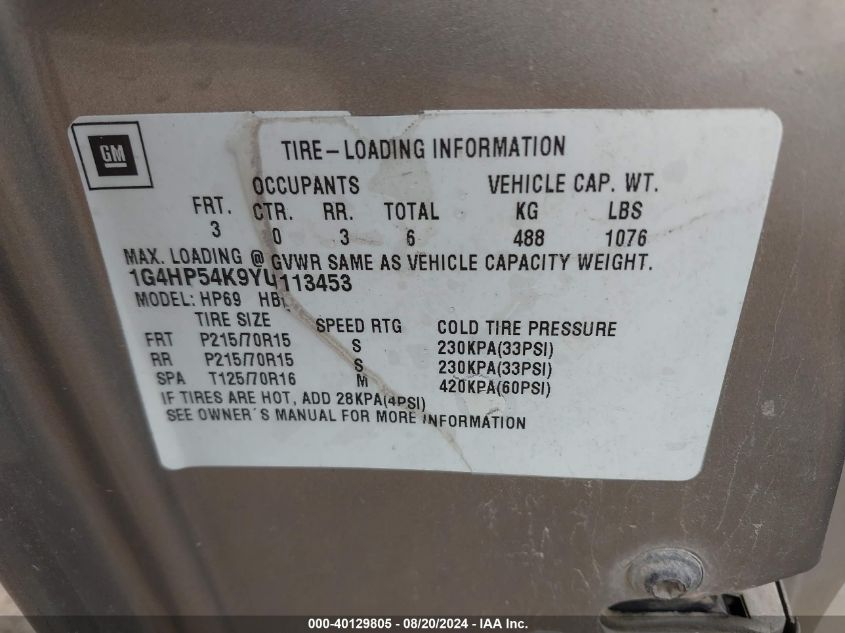 GM
TIRE-LOADING INFORMATION
OCCUPANTS VEHICLE CAP. WT.
FRT. CTR. RR. TOTAL KG LBS
3 0 3 6 488 1076
MAX. LOADING @ GVWR SAME AS VEHICLE CAPACITY WEIGHT.
1G4HP54K9YU113453
MODEL: HP69
TIRE SIZE SPEED RTG COLD TIRE PRESSURE
FRT P215/70R15 S 230KPA(33PSI)
RR P215/70R15 S 230KPA(33PSI)
SPA T125/70R16 M 420KPA(60PSI)
IF TIRES ARE HOT, ADD 28KPA(4PSI)
SEE OWNER´S MANUAL FOR MORE INFORMATION
000-40129805 - 08/20/2024 - IAA Inc.